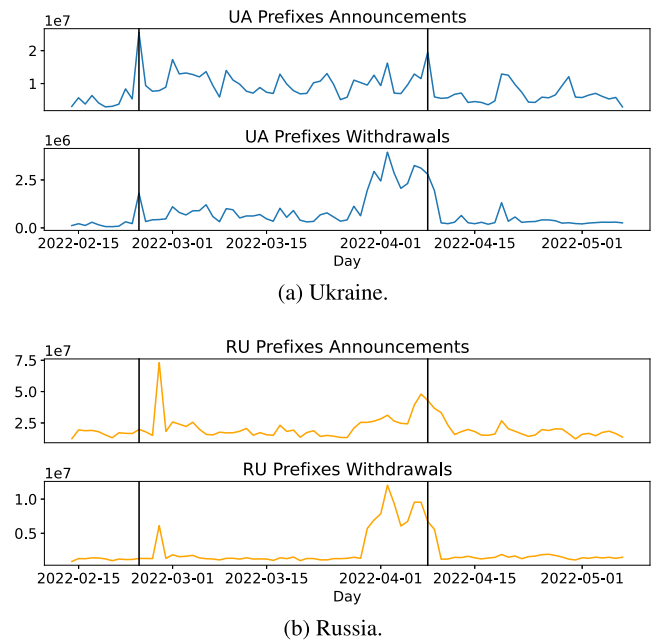 UA Prefixes Announcements
1e7
2
1
UA Prefixes Withdrawals
1e6
2.5
0.0
2022-02-15 2022-03-01 2022-03-15 2022-04-01 2022-04-15 2022-05-01
Day
(a) Ukraine.
RU Prefixes Announcements
1e7
7.5
5.0
2.5
RU Prefixes Withdrawals
1e7
1.0
0.5
2022-02-15 2022-03-01 2022-03-15 2022-04-01 2022-04-15 2022-05-01
Day
(b) Russia.